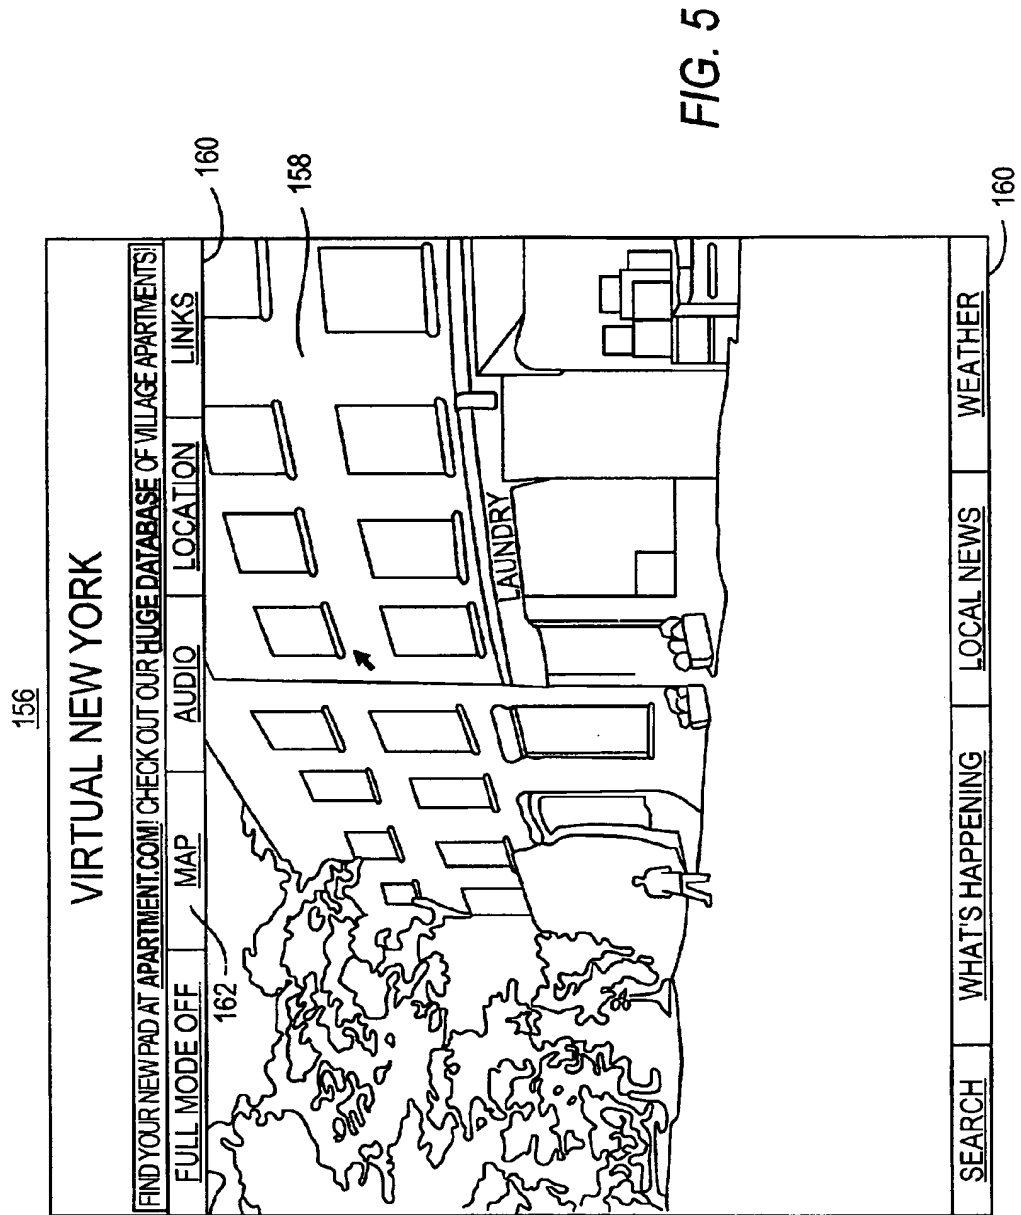 156
VIRTUAL NEW YORK
FIND YOUR NEW PAD AT APARTMENT.COM! CHECK OUT OUR HUGE DATABASE OF VILLAGE APARTMENTS!
FULL MODE OFF MAP AUDIO LOCATION LINKS
160
162
158
LAUNDRY
SEARCH WHAT'S HAPPENING LOCAL NEWS WEATHER
160
FIG. 5